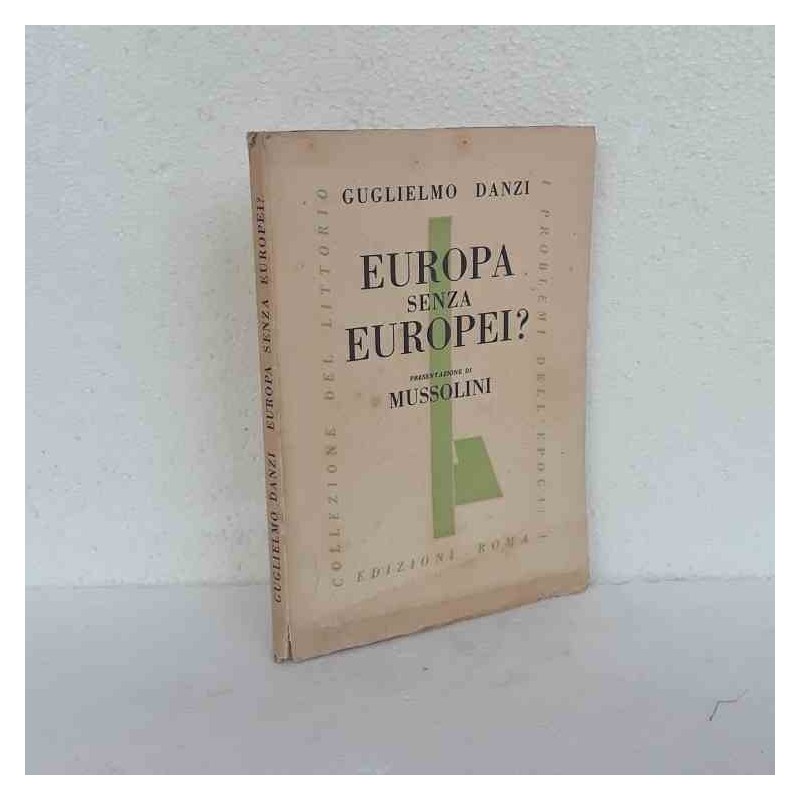 GUGLIELMO DANZI
EUROPA
SENZA
EUROPEI?
PRESENTAZIONE DI
MUSSOLINI
COLLEZIONE DEL LITTORIO
I PROBLEMI DELL'EPOCA
EDIZIONI ROMA
GUGLIELMO DANZI EUROPA SENZA EUROPEI?